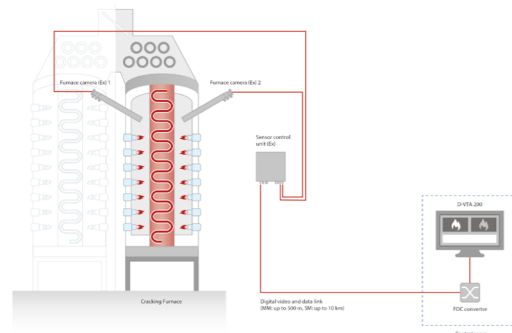 Furnace camera (Ex) 1
Furnace camera (Ex) 2
Sensor control
unit (Ex)
D-VTA 200
FOC converter
Cracking Furnace
Digital video and data link
(MM: up to 500 m, SM: up to 10 km)